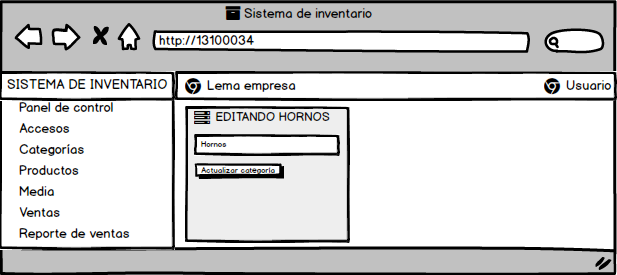 Sistema de inventario
http://13100034
SISTEMA DE INVENTARIO
Lema empresa
Usuario
Panel de control
Accesos
Categorías
Productos
Media
Ventas
Reporte de ventas
EDITANDO HORNOS
Hornos
Actualizar categoría